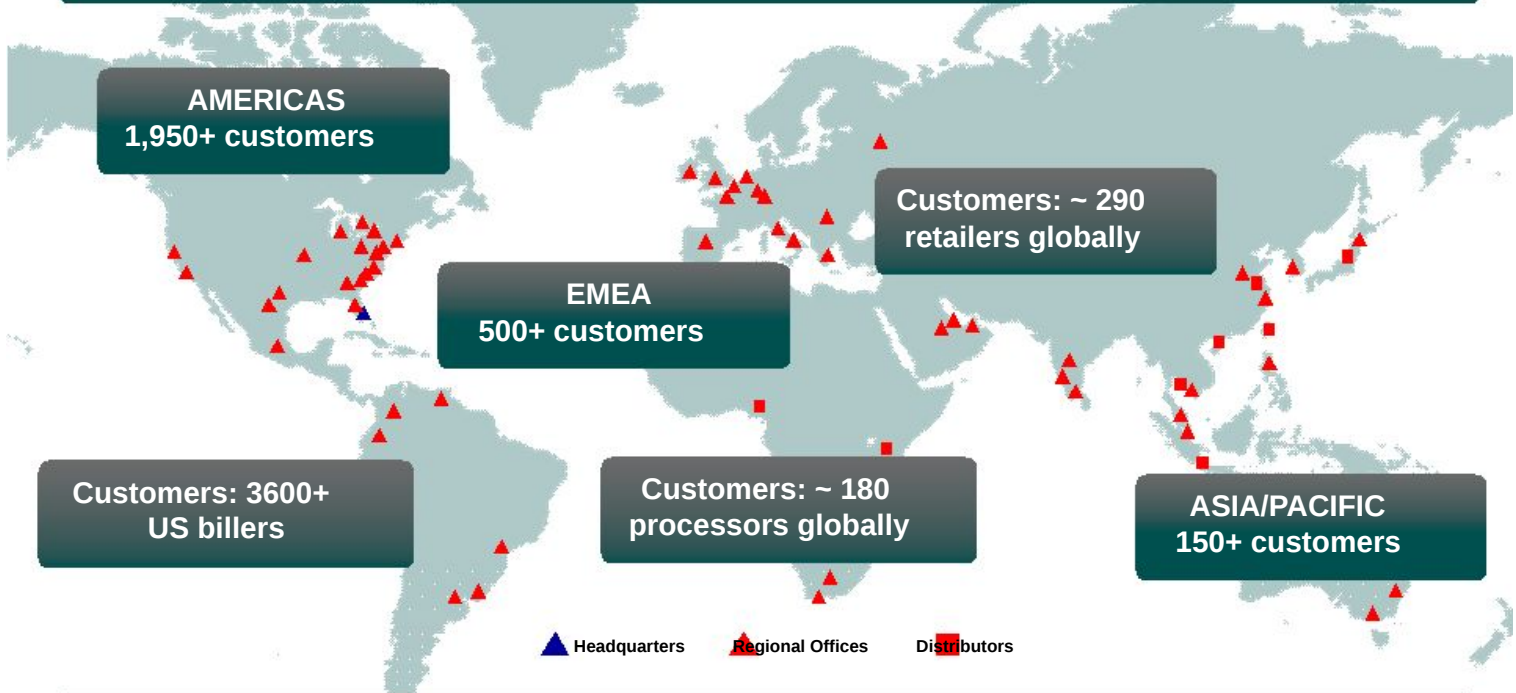 AMERICAS
1,950+ customers
Customers: ~ 290
retailers globally
EMEA
500+ customers
Customers: 3600+
US billers
Customers: ~ 180
processors globally
ASIA/PACIFIC
150+ customers
Headquarters
Regional Offices
Distributors